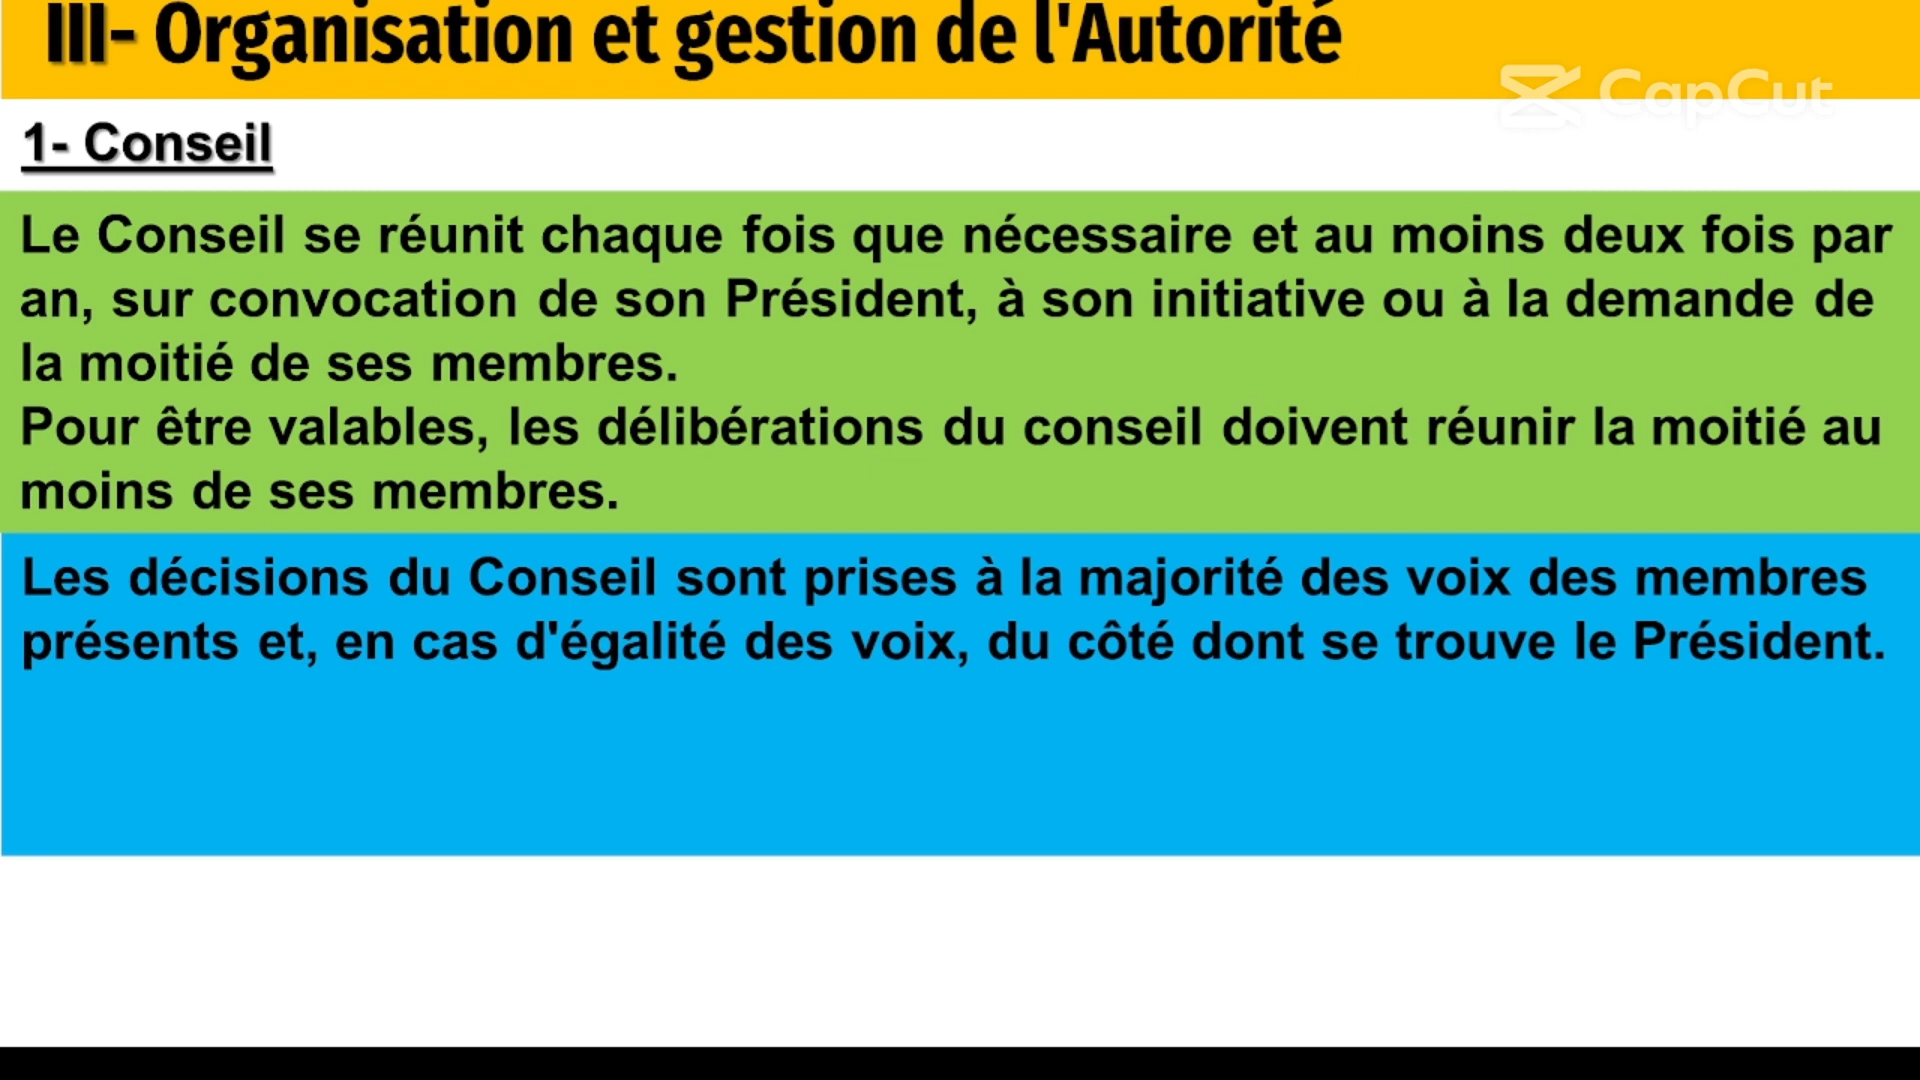 III- Organisation et gestion de l'Autorité
CapCut
1- Conseil
Le Conseil se réunit chaque fois que nécessaire et au moins deux fois par
an, sur convocation de son Président, à son initiative ou à la demande de
la moitié de ses membres.
Pour être valables, les délibérations du conseil doivent réunir la moitié au
moins de ses membres.
Les décisions du Conseil sont prises à la majorité des voix des membres
présents et, en cas d'égalité des voix, du côté dont se trouve le Président.